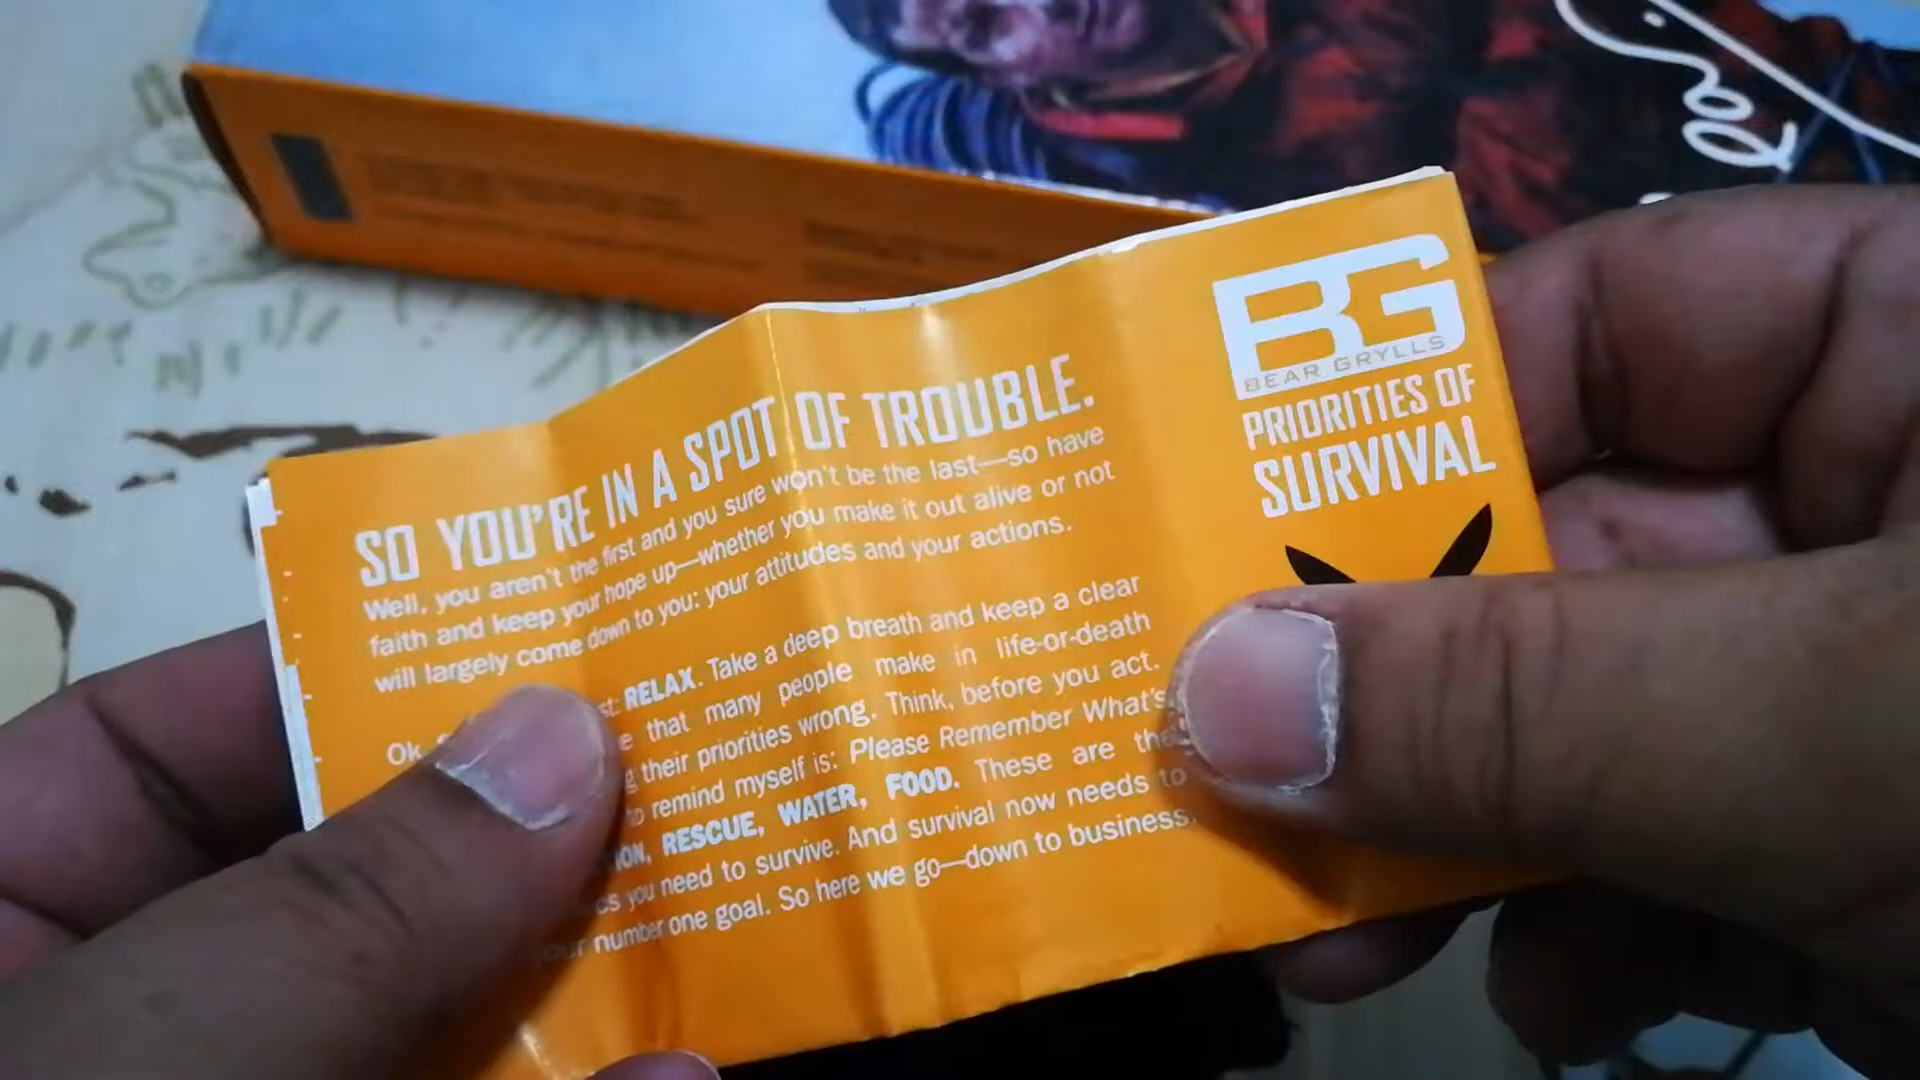 BG
BEAR GRYLLS
PRIORITIES OF
SURVIVAL
SO YOU'RE IN A SPOT OF TROUBLE.
Well, you aren't the first and you sure won't be the last—so have
faith and keep your hope up—whether you make it out alive or not
will largely come down to you: your attitudes and your actions.
Ok, RELAX. Take a deep breath and keep a clear
that many people make in life-or-death
their priorities wrong. Think, before you act.
to remind myself is: Please Remember What's
RESCUE, WATER, FOOD. These are the
you need to survive. And survival now needs to
number one goal. So here we go—down to business.